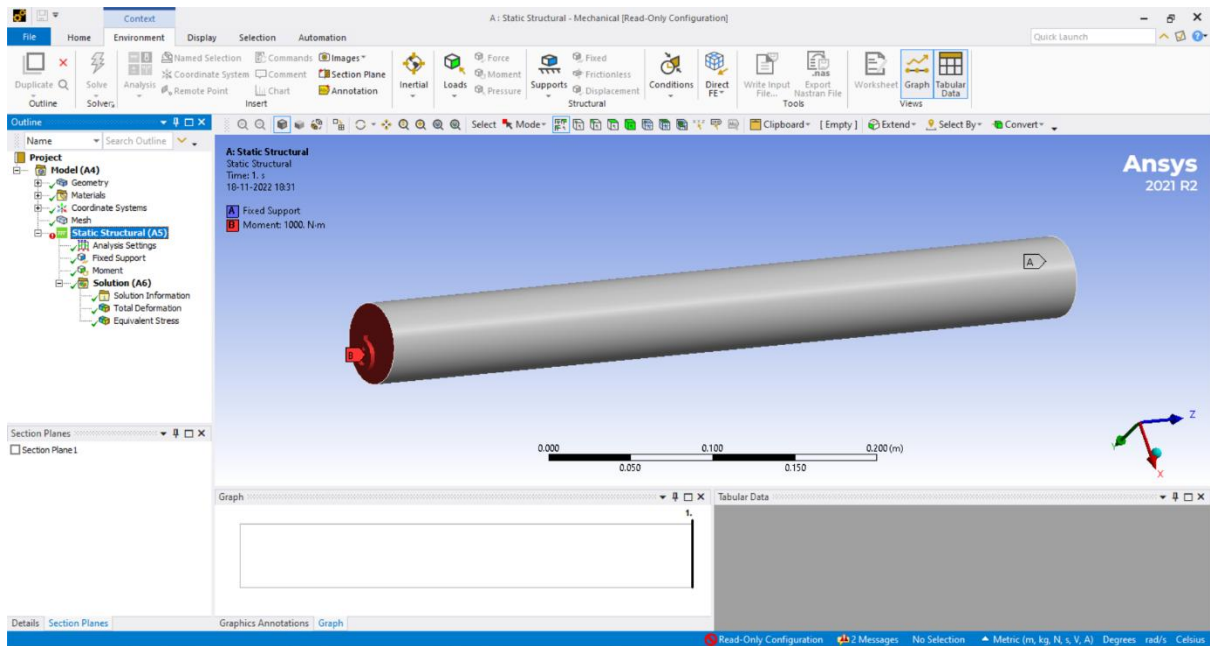 Context
A : Static Structural - Mechanical [Read-Only Configuration]
File Home Environment Display Selection Automation
Quick Launch
Duplicate Q
Outline
Solve
Solver
Analysis
Named Selection
Coordinate System
Remote Point
Commands
Comment
Chart
Images
Section Plane
Annotation
Insert
Inertial
Loads
Force
Moment
Pressure
Supports
Fixed
Frictionless
Displacement
Conditions
Direct
FE
Structural
Write Input
File...
Export
Nastran File
.nas
Tools
Worksheet
Graph
Tabular
Data
Views
Outline
Name Search Outline
Select Mode Clipboard [ Empty ] Extend Select By Convert
Project
Model (A4)
Geometry
Materials
Coordinate Systems
Mesh
Static Structural (A5)
Analysis Settings
Fixed Support
Moment
Solution (A6)
Solution Information
Total Deformation
Equivalent Stress
A: Static Structural
Static Structural
Time: 1. s
18-11-2022 18:31
A Fixed Support
B Moment: 1000. N·m
Ansys
2021 R2
A
B
0.000 0.100 0.200 (m)
0.050 0.150
Z
Y
X
Section Planes
Section Plane 1
Graph
1.
Tabular Data
Details Section Planes
Graphics Annotations Graph
Read-Only Configuration 2 Messages No Selection Metric (m, kg, N, s, V, A) Degrees rad/s Celsius